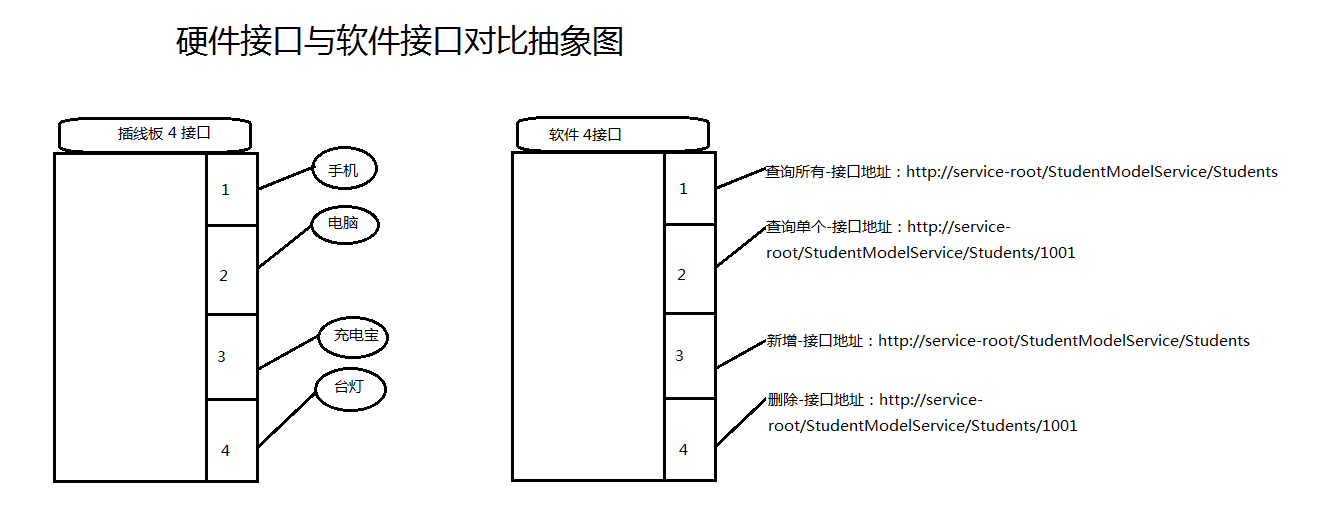 硬件接口与软件接口对比抽象图
插线板 4 接口
1
手机
2
电脑
3
充电宝
4
台灯
软件 4接口
1
查询所有-接口地址：http://service-root/StudentModelService/Students
2
查询单个-接口地址：http://service-
root/StudentModelService/Students/1001
3
新增-接口地址：http://service-root/StudentModelService/Students
4
删除-接口地址：http://service-
root/StudentModelService/Students/1001